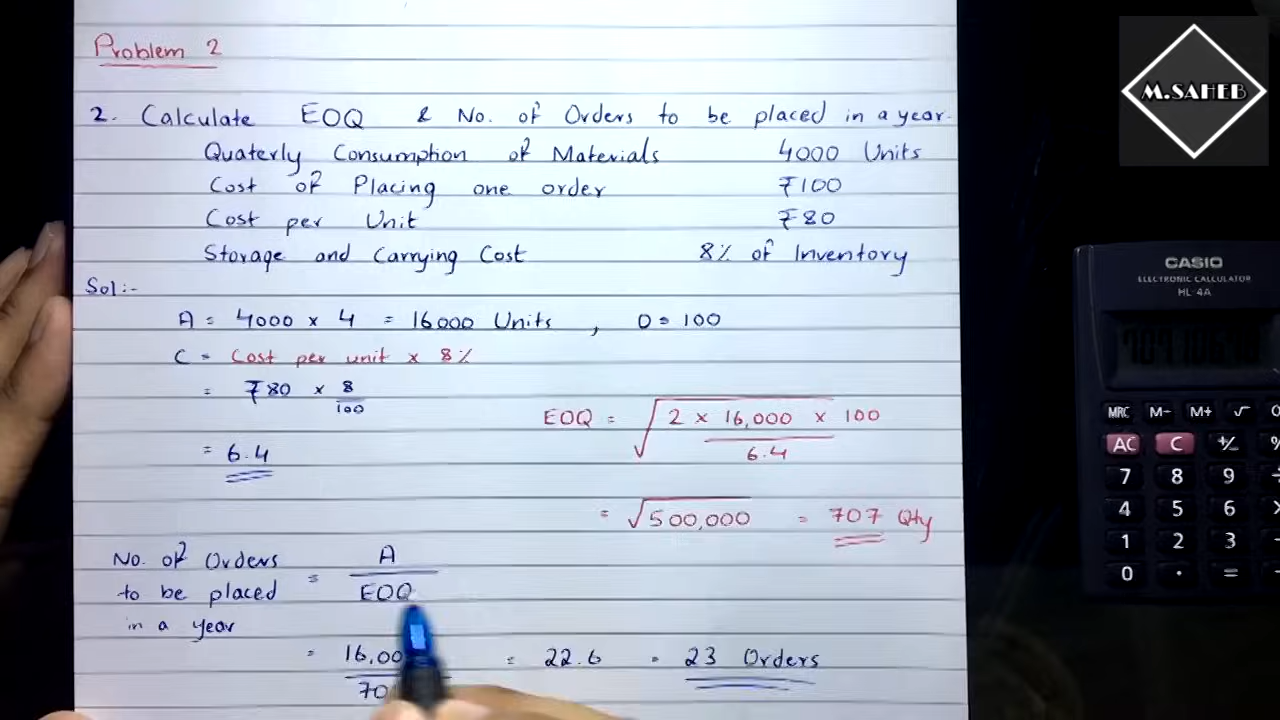 Problem 2
2. Calculate EOQ & No. of Orders to be placed in a year.
Quaterly Consumption of Materials 4000 Units
Cost of Placing one order ₹100
Cost per Unit ₹80
Storage and Carrying Cost 8% of Inventory
Sol:-
A = 4000 × 4 = 16000 Units , O = 100
C = Cost per unit × 8%
= ₹80 × 8/100
= 6.4
EOQ = √ 2 × 16,000 × 100
6.4
= √500,000 = 707 Qty
No. of Orders to be placed in a year = A
EOQ
= 16,00 = 22.6 = 23 Orders
70
M.SAHEB
CASIO
ELECTRONIC CALCULATOR
HL-4A
MRC M- M+ √
AC C +/- %
7 8 9 ÷
4 5 6 ×
1 2 3
0 . =